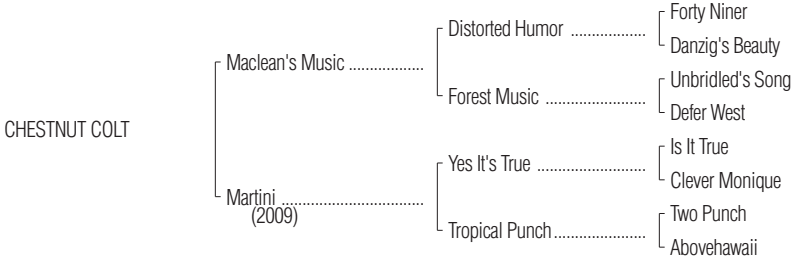 Forty Niner
Distorted Humor ..................
Danzig's Beauty
Maclean's Music ..................
Unbridled's Song
Forest Music ........................
Defer West
CHESTNUT COLT
Is It True
Yes It's True ..........................
Clever Monique
Martini ..................................
(2009)
Two Punch
Tropical Punch......................
Abovehawaii